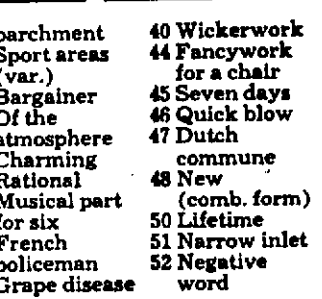 parchment
Sport areas
(var.)
Bargainer
Of the
atmosphere
Charming
Rational
Musical part
for six
French
policeman
Grape disease
40 Wickerwork
44 Fancywork
for a chair
45 Seven days
46 Quick blow
47 Dutch
commune
48 New
(comb. form)
50 Lifetime
51 Narrow inlet
52 Negative
word